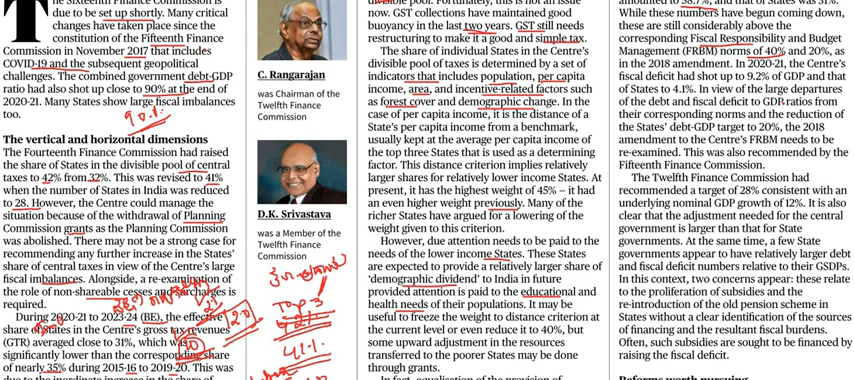 he Sixteenth Finance Commission is
T
due to be up shortly. Many critical
changes have taken place since the
constitution of the Fifteenth Finance
Commission in November 2017 that includes
COVID-19 and the subsequent geopolitical
challenges. The combined government debt-GDP
ratio had also shot up close to 90% at the end of
2020-21. Many States show large fiscal imbalances
too.
90%
The vertical and horizontal dimensions
The Fourteenth Finance Commission had raised
the share of States in the divisible pool of central
taxes to 42% from 32%. This was revised to 41%
when the number of States in India was reduced
to 28. However, the Centre could manage the
situation because of the withdrawal of Planning
Commission grants as the Planning Commission
was abolished. There may not be a strong case for
recommending any further increase in the States'
share of central taxes in view of the Centre's large
fiscal imbalances. Alongside, a re-examination of
the role of non-shareable cesses and surcharges is
required.
During 2020-21 to 2023-24 (BE), the effective
share of States in the Centre's gross tax revenues
(GTR) averaged close to 31%, which was
significantly lower than the corresponding share
of nearly 35% during 2015-16 to 2019-20. This was
due to the inordinate increase in the share of
C. Rangarajan
was Chairman of the
Twelfth Finance
Commission
D.K. Srivastava
was a Member of the
Twelfth Finance
Commission
Top 3
41%
divisible pool. Fortunately, this is not an issue
now. GST collections have maintained good
buoyancy in the last two years. GST still needs
restructuring to make it a good and simple tax.
The share of individual States in the Centre's
divisible pool of taxes is determined by a set of
indicators that includes population, per capita
income, area, and incentive-related factors such
as forest cover and demographic change. In the
case of per capita income, it is the distance of a
State's per capita income from a benchmark,
usually kept at the average per capita income of
the top three States that is used as a determining
factor. This distance criterion implies relatively
larger shares for relatively lower income States. At
present, it has the highest weight of 45% – it had
an even higher weight previously. Many of the
richer States have argued for a lowering of the
weight given to this criterion.
However, due attention needs to be paid to the
needs of the lower income States. These States
are expected to provide a relatively larger share of
'demographic dividend' to India in future
provided attention is paid to the educational and
health needs of their populations. It may be
useful to freeze the weight to distance criterion at
the current level or even reduce it to 40%, but
some upward adjustment in the resources
transferred to the poorer States may be done
through grants.
In fact, equalisation of the provision of
amounted to 58.7%, and that of States was 31%.
While these numbers have begun coming down,
these are still considerably above the
corresponding Fiscal Responsibility and Budget
Management (FRBM) norms of 40% and 20%, as
in the 2018 amendment. In 2020-21, the Centre's
fiscal deficit had shot up to 9.2% of GDP and that
of States to 4.1%. In view of the large departures
of the debt and fiscal deficit to GDP ratios from
their corresponding norms and the reduction of
the States' debt-GDP target to 20%, the 2018
amendment to the Centre's FRBM needs to be
re-examined. This was also recommended by the
Fifteenth Finance Commission.
The Twelfth Finance Commission had
recommended a target of 28% consistent with an
underlying nominal GDP growth of 12%. It is also
clear that the adjustment needed for the central
government is larger than that for State
governments. At the same time, a few State
governments appear to have relatively larger debt
and fiscal deficit numbers relative to their GSDPs.
In this context, two concerns appear: these relate
to the proliferation of subsidies and the
re-introduction of the old pension scheme in
States without a clear identification of the sources
of financing and the resultant fiscal burdens.
Often, such subsidies are sought to be financed by
raising the fiscal deficit.
Reforms worth pursuing